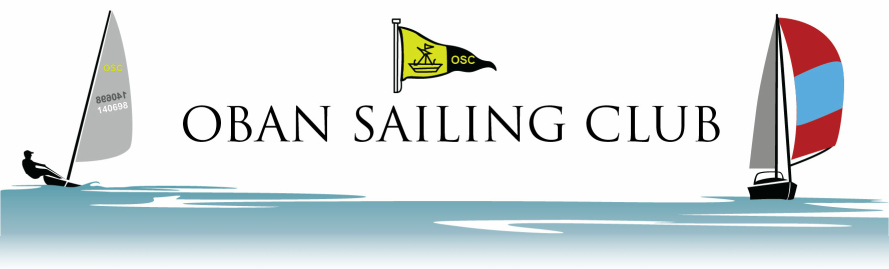 OSC
OSC
140698
140698
OBAN SAILING CLUB